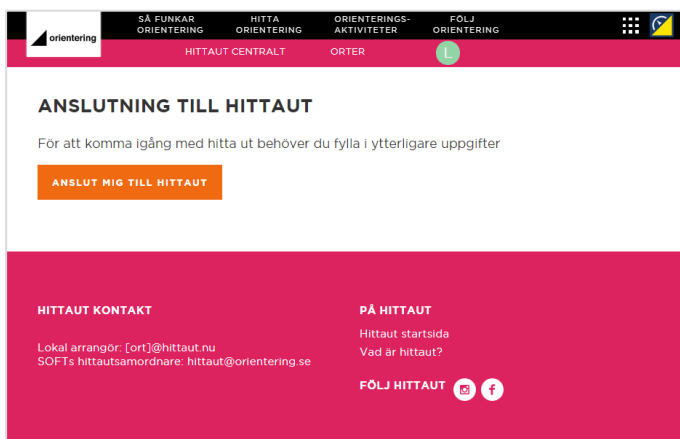 orientering
SÅ FUNKAR
ORIENTERING
HITTA
ORIENTERING
ORIENTERINGS-
AKTIVITETER
FÖLJ
ORIENTERING
HITTAUT CENTRALT
ORTER
L
ANSLUTNING TILL HITTAUT
För att komma igång med hitta ut behöver du fylla i ytterligare uppgifter
ANSLUT MIG TILL HITTAUT
HITTAUT KONTAKT
Lokal arrangör: [ort]@hittaut.nu
SOFTs hittautsamordnare: hittaut@orientering.se
PÅ HITTAUT
Hittaut startsida
Vad är hittaut?
FÖLJ HITTAUT